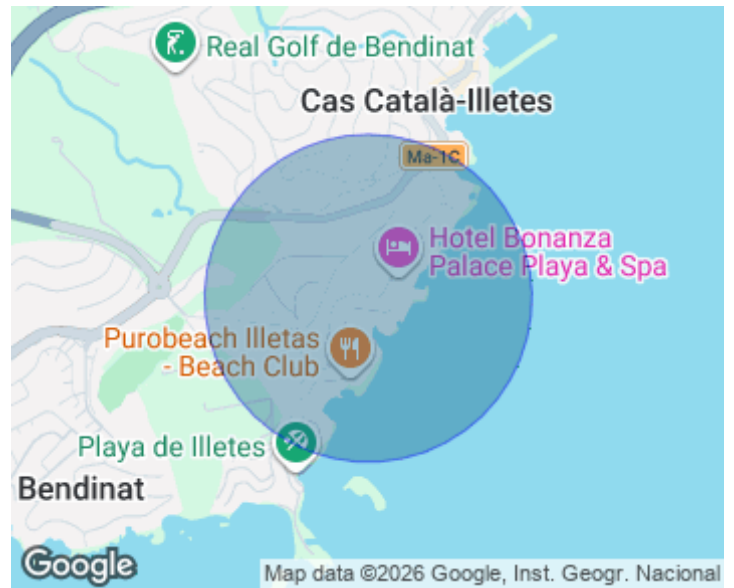 Real Golf de Bendinat
Cas Català-Illetes
Ma-1C
Hotel Bonanza
Palace Playa & Spa
Purobeach Illetas
- Beach Club
Playa de Illetes
Bendinat
Google
Map data ©2026 Google, Inst. Geogr. Nacional